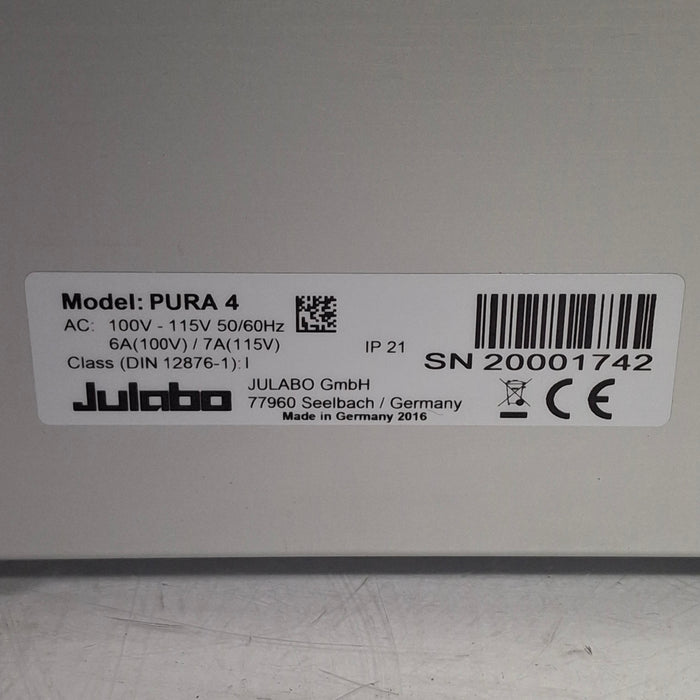 Model: PURA 4
AC: 100V - 115V 50/60Hz
6A(100V) / 7A(115V)
Class (DIN 12876-1): I
IP 21
SN 20001742
Julabo
JULABO GmbH
77960 Seelbach / Germany
Made in Germany 2016
CE